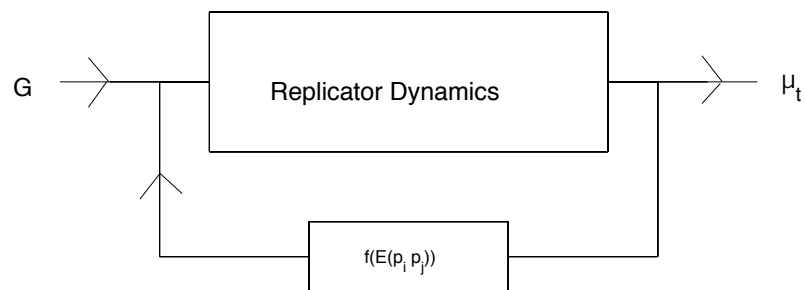 G
Replicator Dynamics
μ_t
f(E(p_i p_j))